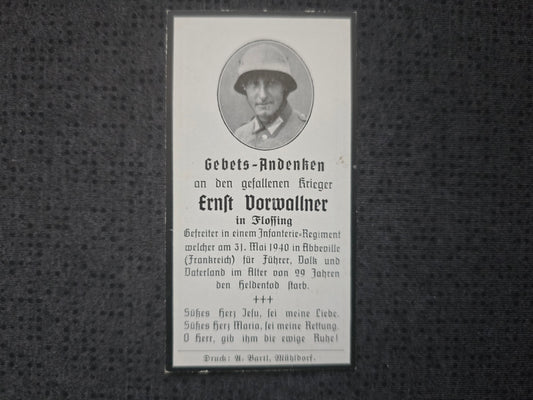 Gebets-Andenken
an den gefallenen Krieger
Ernst Vorwallner
in Flossing
Gefreiter in einem Infanterie-Regiment
welcher am 31. Mai 1940 in Abbeville
(Frankreich) für Führer, Volk und
Vaterland im Alter von 29 Jahren
den Heldentod starb.
†††
Süßes Herz Jesu, sei meine Liebe.
Süßes Herz Maria, sei meine Rettung.
O Herr, gib ihm die ewige Ruhe!
Druck: A. Bartl, Mühldorf.